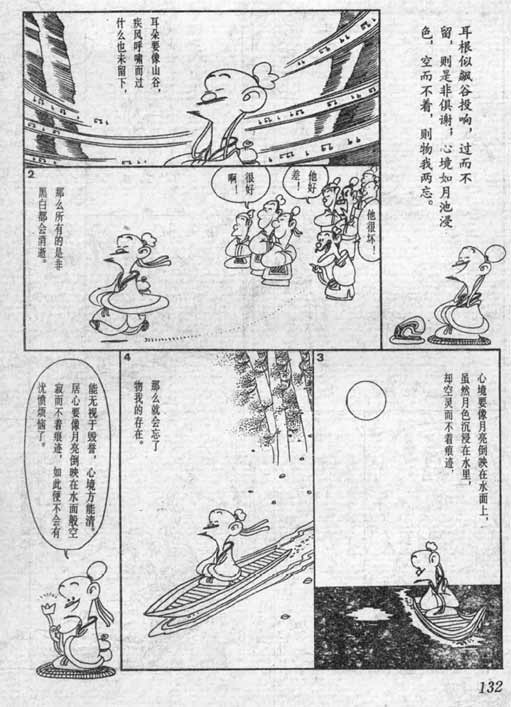 耳根似飙谷投响，过而不
留，则是非俱谢；心境如月池浸
色，空而不着，则物我两忘。
耳朵要像山谷，
疾风呼啸而过
什么也未留下，
2
他很坏！
他好
差！
很好
啊！
那么所有的是非
黑白都会消逝。
3
心境要像月亮倒映在水面上，
虽然月色沉浸在水里，
却空灵而不着痕迹，
4
那么就会忘了
物我的存在。
能无视于毁誉，心境方能清。
居心要像月亮倒映在水面般空
寂而不着痕迹，如此便不会有
忧愤烦恼了。
132